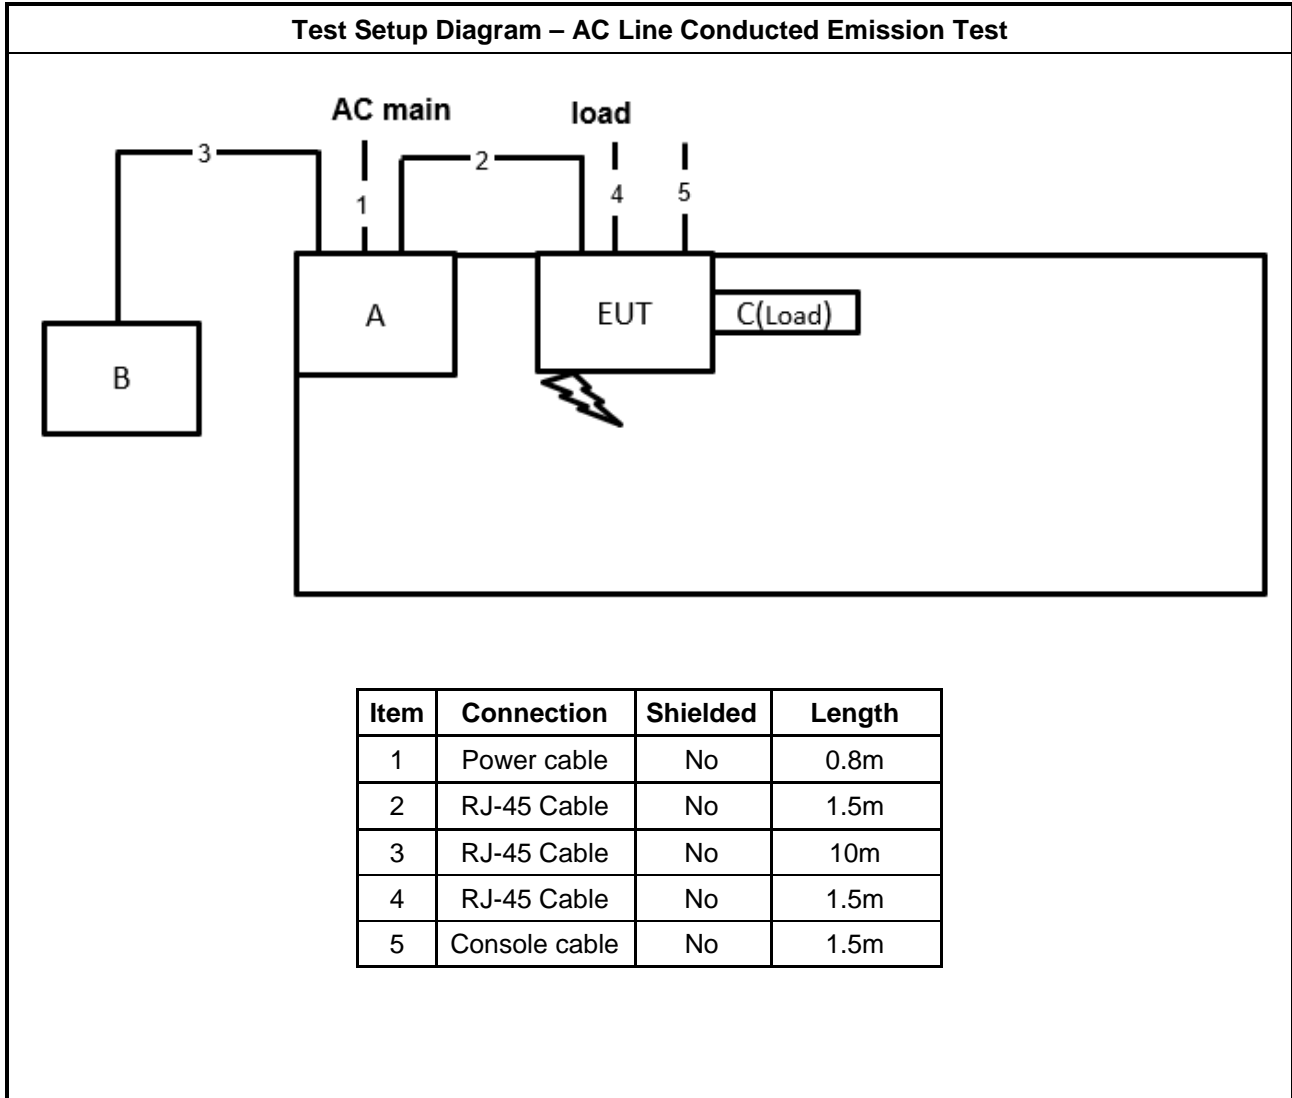 Test Setup Diagram – AC Line Conducted Emission Test
AC main load
3 2
1 4 5
A EUT C(Load)
B
Item Connection Shielded Length
1 Power cable No 0.8m
2 RJ-45 Cable No 1.5m
3 RJ-45 Cable No 10m
4 RJ-45 Cable No 1.5m
5 Console cable No 1.5m